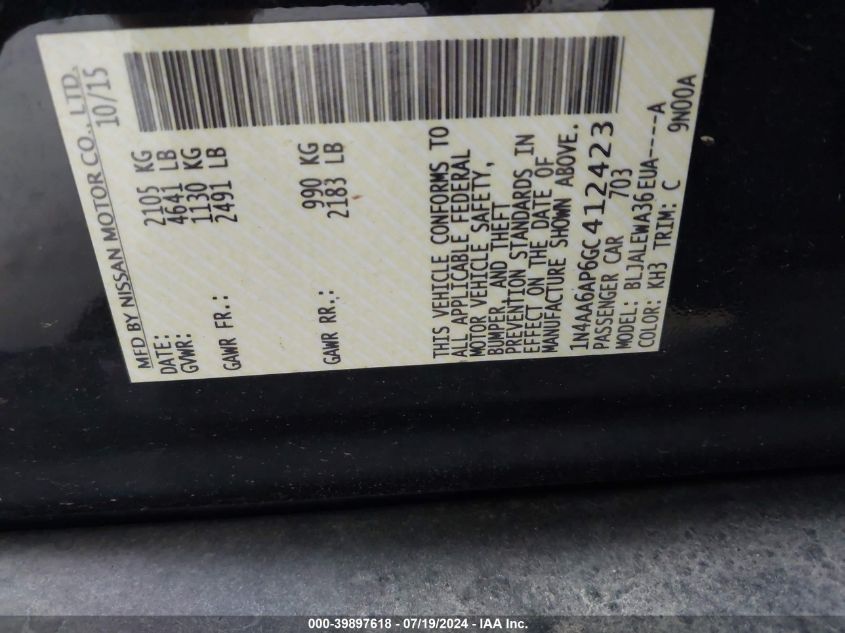 MFD BY NISSAN MOTOR CO., LTD.
DATE: 10/15
GVWR: 2105 KG
4641 LB
GAWR FR.: 1130 KG
2491 LB
GAWR RR.: 990 KG
2183 LB
THIS VEHICLE CONFORMS TO
ALL APPLICABLE FEDERAL
MOTOR VEHICLE SAFETY,
BUMPER, AND THEFT
PREVENTION STANDARDS IN
EFFECT ON THE DATE OF
MANUFACTURE SHOWN ABOVE.
1N4AA6AP6GC412423
PASSENGER CAR 703
MODEL: BLJALEWA36EUA-----A
COLOR: KH3 TRIM: C 9N00A
000-39897618 - 07/19/2024 - IAA Inc.